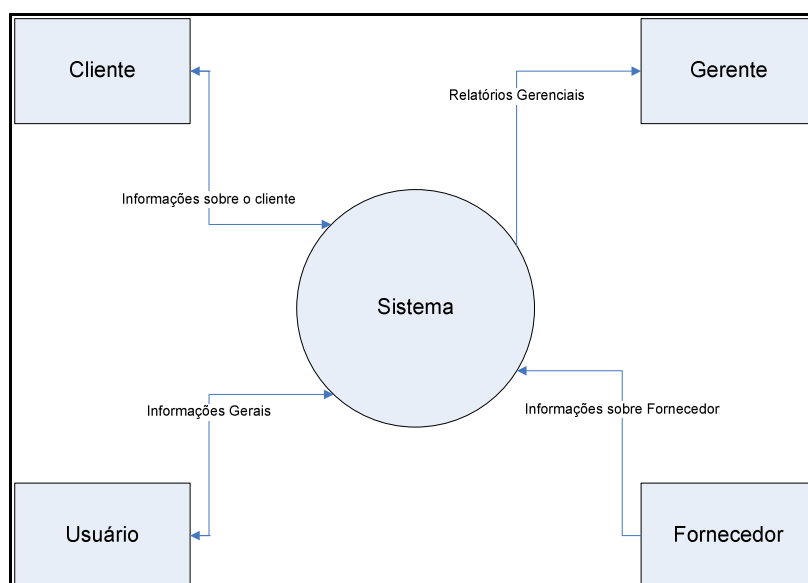 Cliente
Gerente
Relatórios Gerenciais
Informações sobre o cliente
Sistema
Informações Gerais
Informações sobre Fornecedor
Usuário
Fornecedor